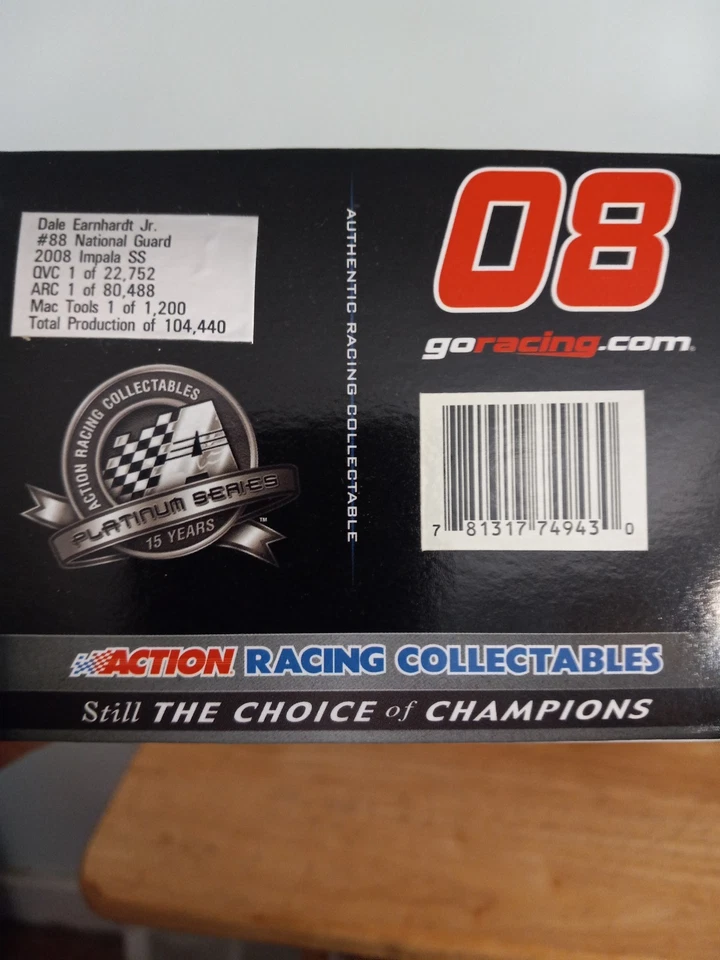 Dale Earnhardt Jr.
#88 National Guard
2008 Impala SS
QVC 1 of 22,752
ARC 1 of 80,488
Mac Tools 1 of 1,200
Total Production of 104,440
ACTION RACING COLLECTABLES
A
PLATINUM SERIES
TM
15 YEARS
AUTHENTIC RACING COLLECTABLE
08
goracing.com®
7 81317 74943 0
ACTION® RACING COLLECTABLES
Still THE CHOICE of CHAMPIONS